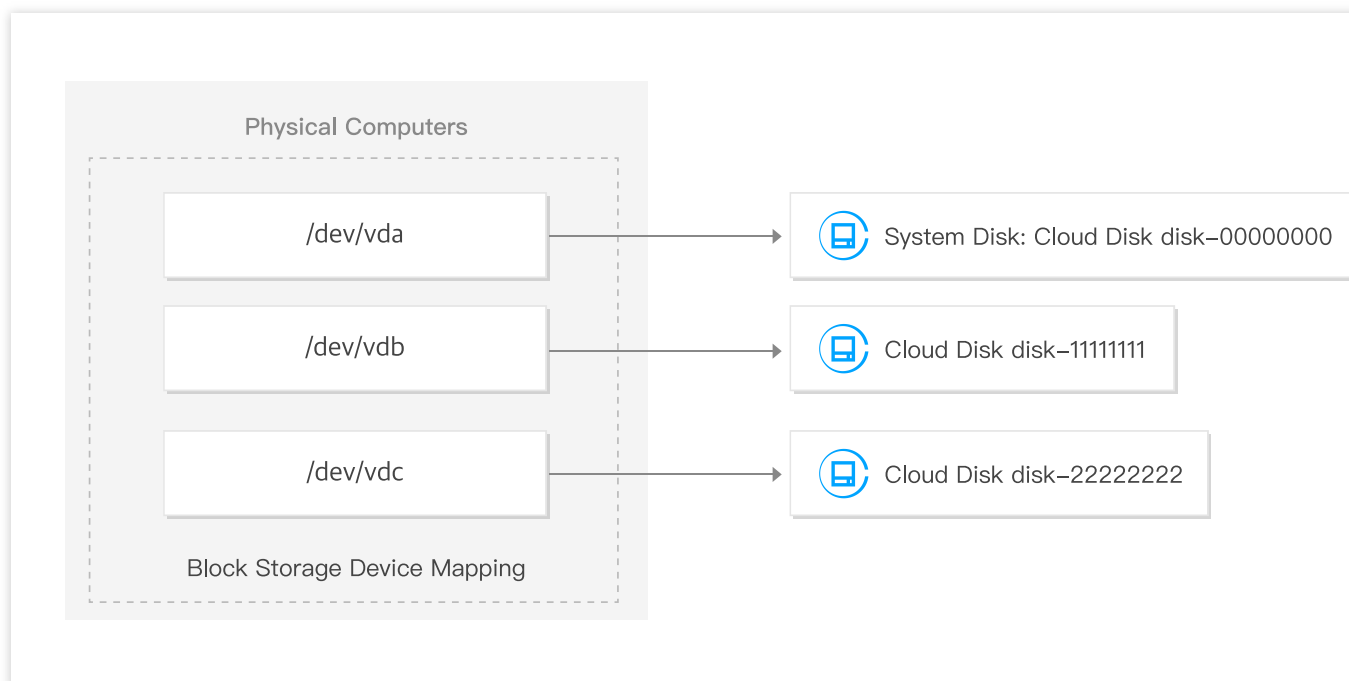 Physical Computers
/dev/vda
System Disk: Cloud Disk disk–00000000
/dev/vdb
Cloud Disk disk–11111111
/dev/vdc
Cloud Disk disk–22222222
Block Storage Device Mapping